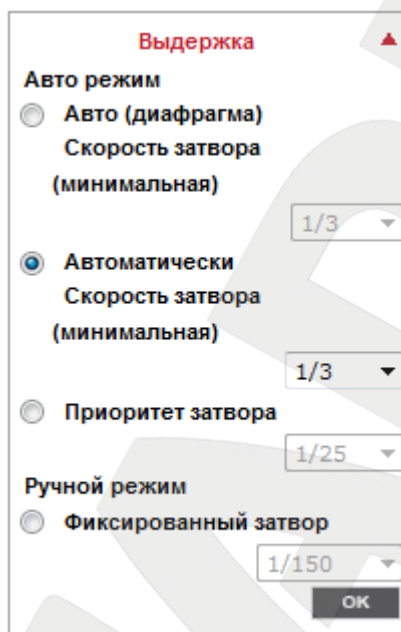 Выдержка
Авто режим
Авто (диафрагма)
Скорость затвора
(минимальная)
1/3
Автоматически
Скорость затвора
(минимальная)
1/3
Приоритет затвора
1/25
Ручной режим
Фиксированный затвор
1/150
ОК